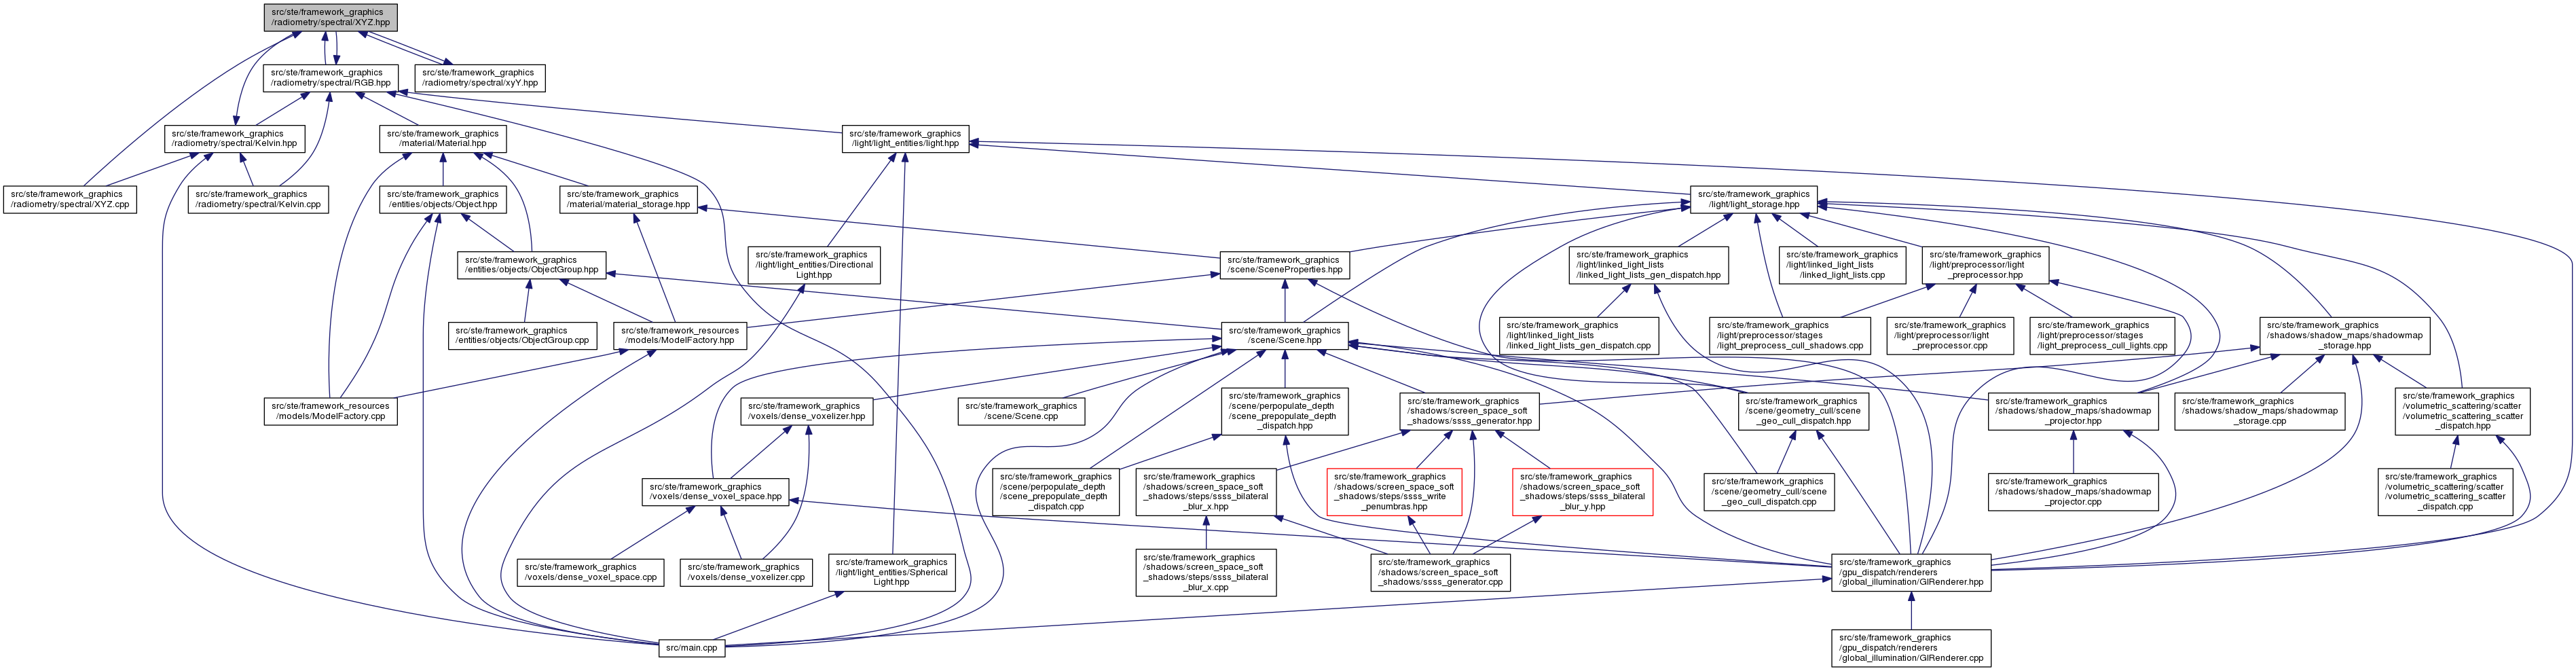 src/ste/framework_graphics
/radiometry/spectral/XYZ.hpp
src/ste/framework_graphics
/radiometry/spectral/RGB.hpp
src/ste/framework_graphics
/radiometry/spectral/xyY.hpp
src/ste/framework_graphics
/radiometry/spectral/Kelvin.hpp
src/ste/framework_graphics
/material/Material.hpp
src/ste/framework_graphics
/light/light_entities/light.hpp
src/ste/framework_graphics
/radiometry/spectral/XYZ.cpp
src/ste/framework_graphics
/radiometry/spectral/Kelvin.cpp
src/ste/framework_graphics
/entities/objects/Object.hpp
src/ste/framework_graphics
/material/material_storage.hpp
src/ste/framework_graphics
/light/light_storage.hpp
src/ste/framework_graphics
/entities/objects/ObjectGroup.hpp
src/ste/framework_graphics
/light/light_entities/Directional
Light.hpp
src/ste/framework_graphics
/scene/SceneProperties.hpp
src/ste/framework_graphics
/light/linked_light_lists
/linked_light_lists_gen_dispatch.hpp
src/ste/framework_graphics
/light/linked_light_lists
/linked_light_lists.cpp
src/ste/framework_graphics
/light/preprocessor/light
_preprocessor.hpp
src/ste/framework_graphics
/entities/objects/ObjectGroup.cpp
src/ste/framework_resources
/models/ModelFactory.hpp
src/ste/framework_graphics
/scene/Scene.hpp
src/ste/framework_graphics
/light/linked_light_lists
/linked_light_lists_gen_dispatch.cpp
src/ste/framework_graphics
/light/preprocessor/stages
/light_preprocess_cull_shadows.cpp
src/ste/framework_graphics
/light/preprocessor/light
_preprocessor.cpp
src/ste/framework_graphics
/light/preprocessor/stages
/light_preprocess_cull_lights.cpp
src/ste/framework_graphics
/shadows/shadow_maps/shadowmap
_storage.hpp
src/ste/framework_resources
/models/ModelFactory.cpp
src/ste/framework_graphics
/voxels/dense_voxelizer.hpp
src/ste/framework_graphics
/scene/Scene.cpp
src/ste/framework_graphics
/scene/perpopulate_depth
/scene_prepopulate_depth
_dispatch.hpp
src/ste/framework_graphics
/shadows/screen_space_soft
_shadows/ssss_generator.hpp
src/ste/framework_graphics
/scene/geometry_cull/scene
_geo_cull_dispatch.hpp
src/ste/framework_graphics
/shadows/shadow_maps/shadowmap
_projector.hpp
src/ste/framework_graphics
/shadows/shadow_maps/shadowmap
_storage.cpp
src/ste/framework_graphics
/volumetric_scattering/scatter
/volumetric_scattering_scatter
_dispatch.hpp
src/ste/framework_graphics
/voxels/dense_voxel_space.hpp
src/ste/framework_graphics
/scene/perpopulate_depth
/scene_prepopulate_depth
_dispatch.cpp
src/ste/framework_graphics
/shadows/screen_space_soft
_shadows/steps/ssss_bilateral
_blur_x.hpp
src/ste/framework_graphics
/shadows/screen_space_soft
_shadows/steps/ssss_write
_penumbras.hpp
src/ste/framework_graphics
/shadows/screen_space_soft
_shadows/steps/ssss_bilateral
_blur_y.hpp
src/ste/framework_graphics
/scene/geometry_cull/scene
_geo_cull_dispatch.cpp
src/ste/framework_graphics
/shadows/shadow_maps/shadowmap
_projector.cpp
src/ste/framework_graphics
/volumetric_scattering/scatter
/volumetric_scattering_scatter
_dispatch.cpp
src/ste/framework_graphics
/voxels/dense_voxel_space.cpp
src/ste/framework_graphics
/voxels/dense_voxelizer.cpp
src/ste/framework_graphics
/light/light_entities/Spherical
Light.hpp
src/ste/framework_graphics
/shadows/screen_space_soft
_shadows/steps/ssss_bilateral
_blur_x.cpp
src/ste/framework_graphics
/shadows/screen_space_soft
_shadows/ssss_generator.cpp
src/ste/framework_graphics
/gpu_dispatch/renderers
/global_illumination/GIRenderer.hpp
src/main.cpp
src/ste/framework_graphics
/gpu_dispatch/renderers
/global_illumination/GIRenderer.cpp